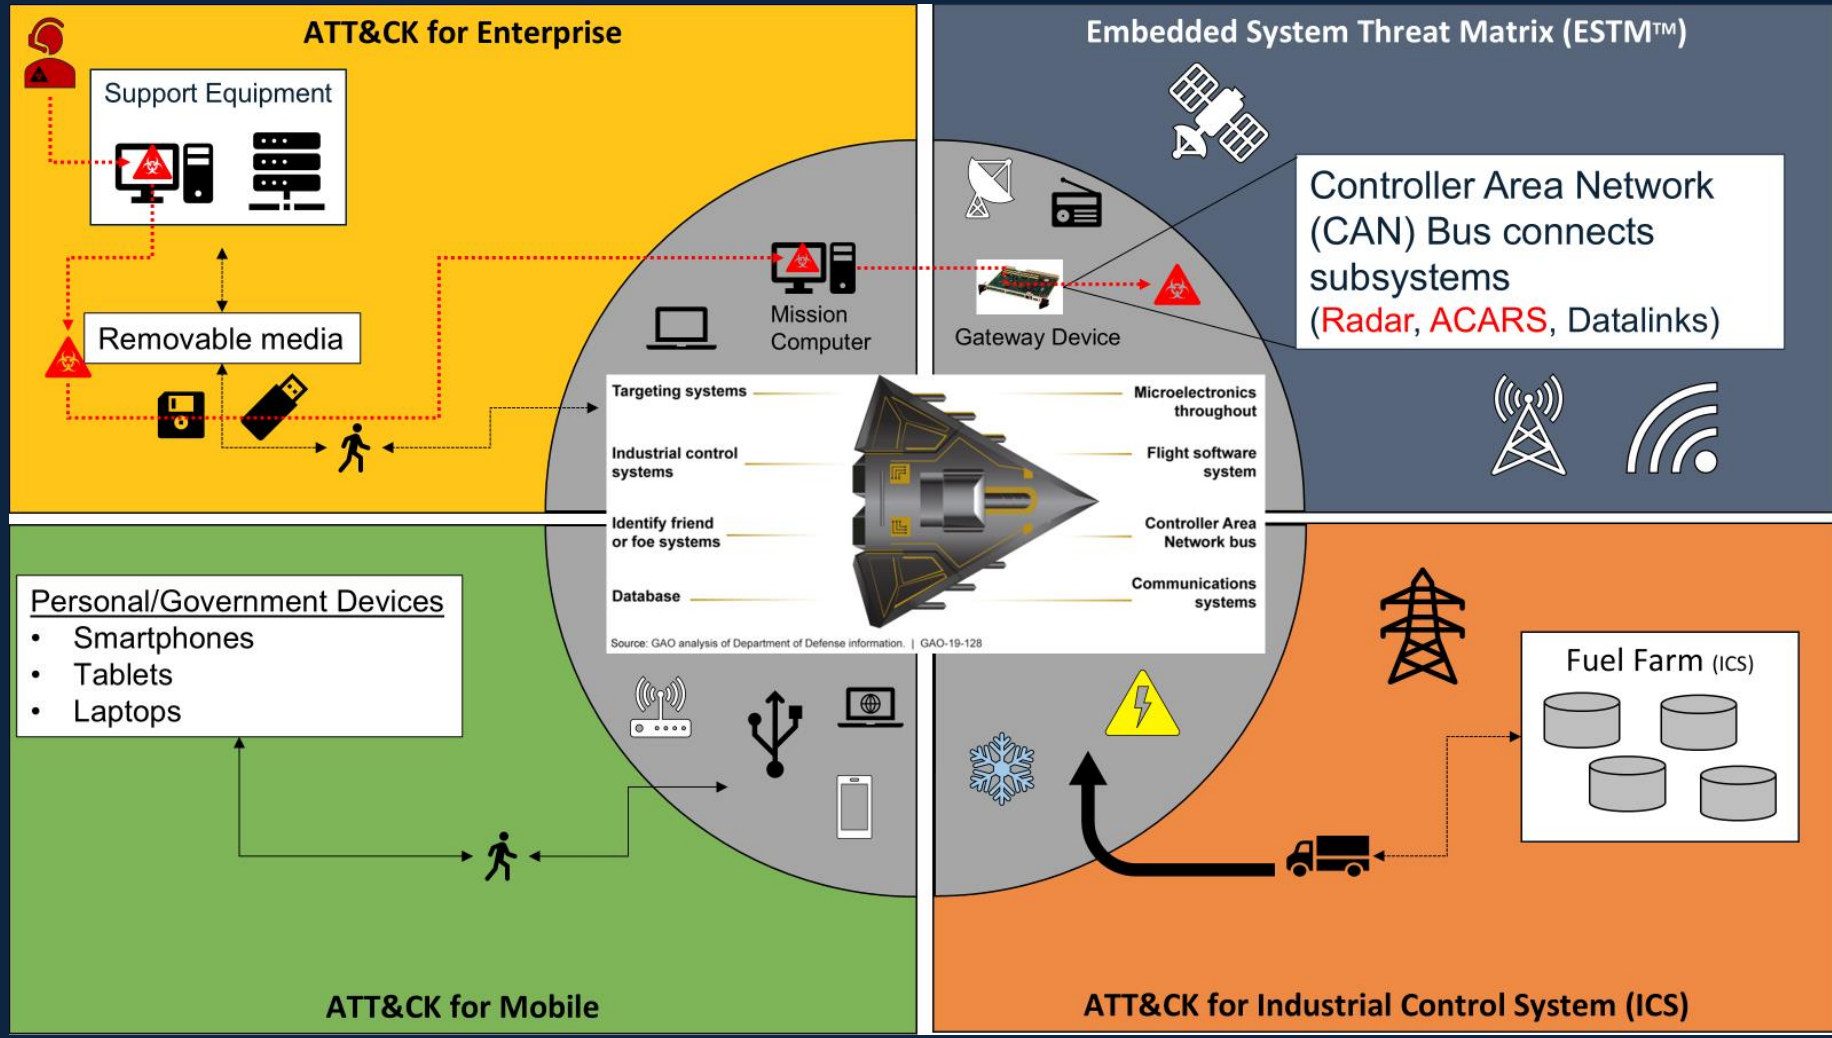 ATT&CK for Enterprise
Support Equipment
Removable media
Mission
Computer
Embedded System Threat Matrix (ESTM™)
Controller Area Network
(CAN) Bus connects
subsystems
(Radar, ACARS, Datalinks)
Gateway Device
Targeting systems
Industrial control
systems
Identify friend
or foe systems
Database
Microelectronics
throughout
Flight software
system
Controller Area
Network bus
Communications
systems
Source: GAO analysis of Department of Defense information. | GAO-19-128
Personal/Government Devices
• Smartphones
• Tablets
• Laptops
ATT&CK for Mobile
Fuel Farm (ICS)
ATT&CK for Industrial Control System (ICS)